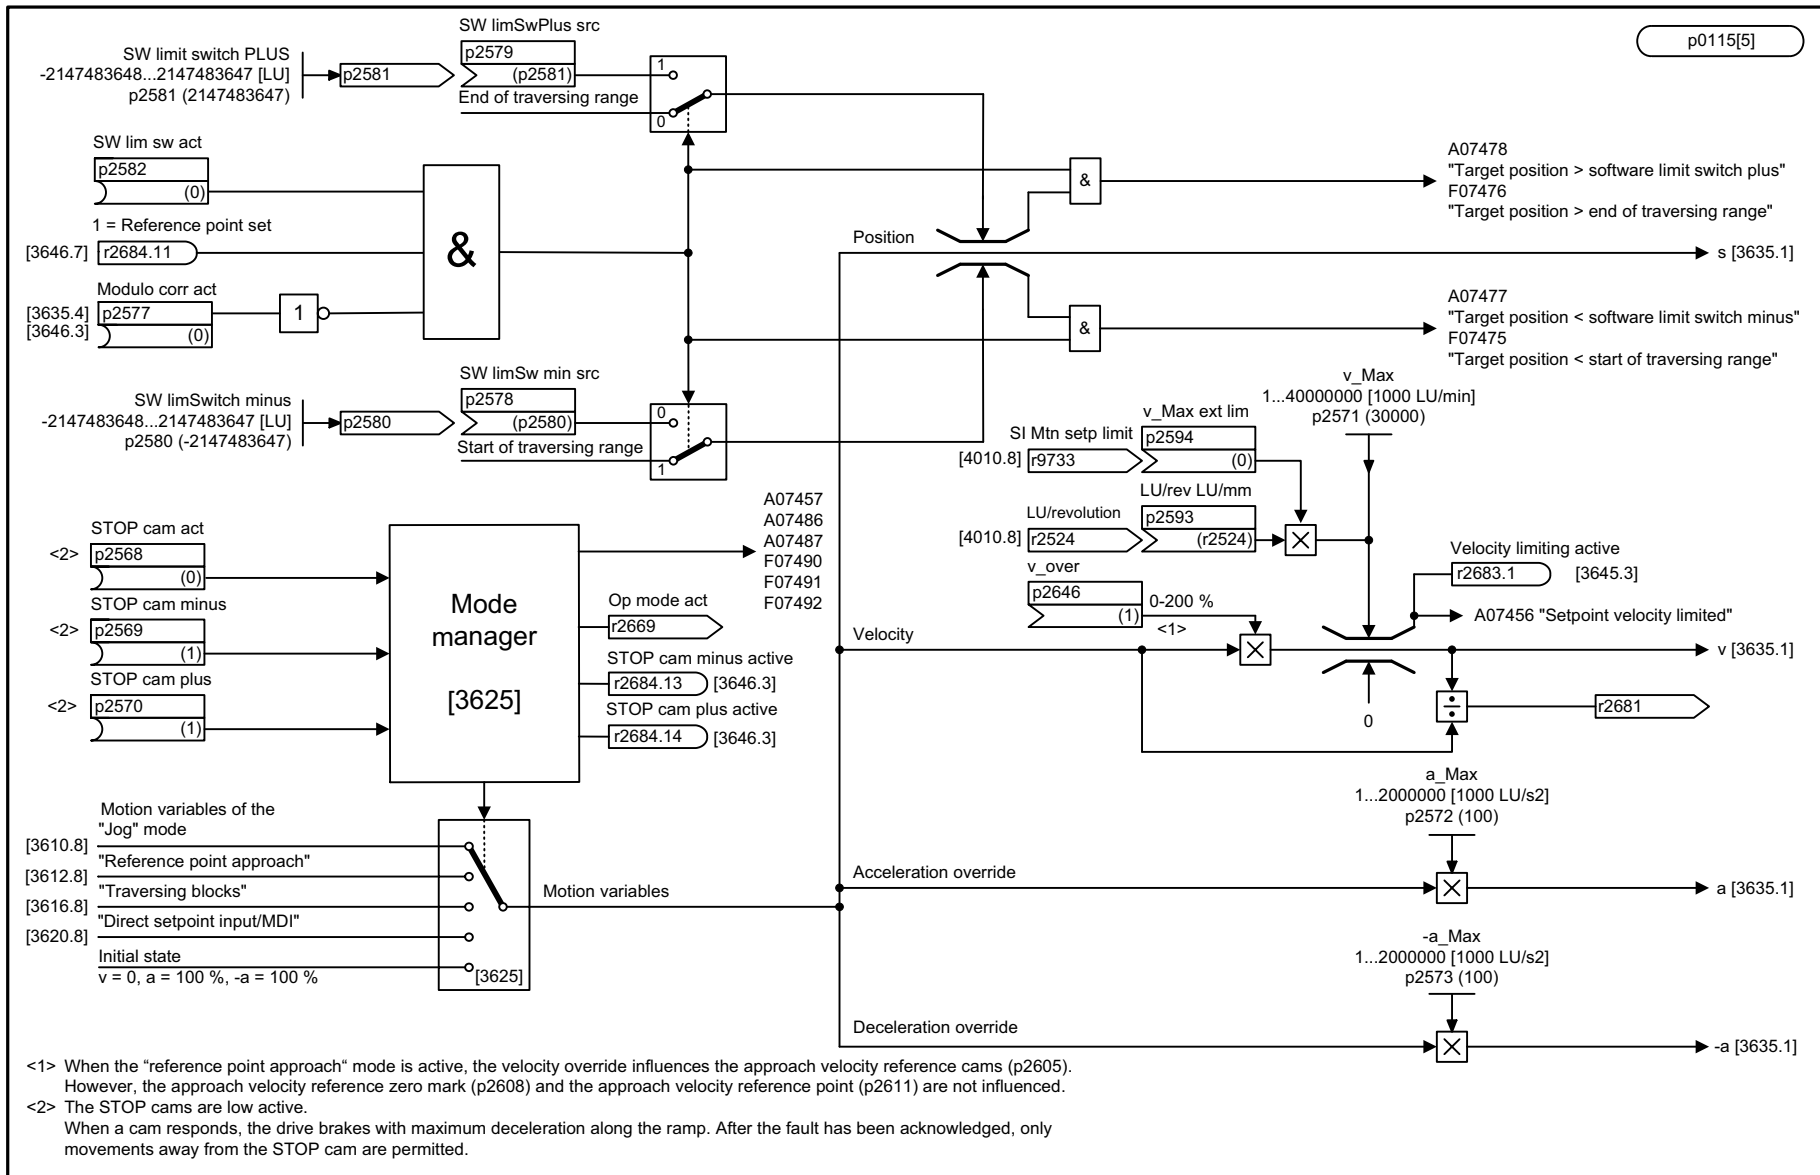 p0115[5]
SW limit switch PLUS
-2147483648...2147483647 [LU]
p2581 (2147483647)
p2581
SW limSwPlus src
p2579
(p2581)
End of traversing range
1
0
SW lim sw act
p2582
(0)
1 = Reference point set
[3646.7]
r2684.11
Modulo corr act
[3635.4]
[3646.3]
p2577
(0)
1
&
SW limSwitch minus
-2147483648...2147483647 [LU]
p2580 (-2147483647)
p2580
SW limSw min src
p2578
(p2580)
Start of traversing range
0
1
Position
&
A07478
"Target position > software limit switch plus"
F07476
"Target position > end of traversing range"
s [3635.1]
&
A07477
"Target position < software limit switch minus"
F07475
"Target position < start of traversing range"
v_Max
1...40000000 [1000 LU/min]
p2571 (30000)
v_Max ext lim
SI Mtn setp limit
p2594
(0)
[4010.8]
r9733
LU/rev LU/mm
LU/revolution
p2593
(r2524)
[4010.8]
r2524
v_over
p2646
(1)
0-200 %
<1>
Velocity limiting active
r2683.1
[3645.3]
A07456 "Setpoint velocity limited"
Velocity
v [3635.1]
0
÷
r2681
STOP cam act
<2>
p2568
(0)
STOP cam minus
<2>
p2569
(1)
STOP cam plus
<2>
p2570
(1)
Mode
manager
[3625]
A07457
A07486
A07487
F07490
F07491
F07492
Op mode act
r2669
STOP cam minus active
r2684.13
[3646.3]
STOP cam plus active
r2684.14
[3646.3]
Motion variables of the
"Jog" mode
[3610.8]
"Reference point approach"
[3612.8]
"Traversing blocks"
[3616.8]
"Direct setpoint input/MDI"
[3620.8]
Initial state
v = 0, a = 100 %, -a = 100 %
[3625]
Motion variables
a_Max
1...2000000 [1000 LU/s2]
p2572 (100)
Acceleration override
a [3635.1]
-a_Max
1...2000000 [1000 LU/s2]
p2573 (100)
Deceleration override
-a [3635.1]
<1> When the “reference point approach“ mode is active, the velocity override influences the approach velocity reference cams (p2605).
However, the approach velocity reference zero mark (p2608) and the approach velocity reference point (p2611) are not influenced.
<2> The STOP cams are low active.
When a cam responds, the drive brakes with maximum deceleration along the ramp. After the fault has been acknowledged, only
movements away from the STOP cam are permitted.